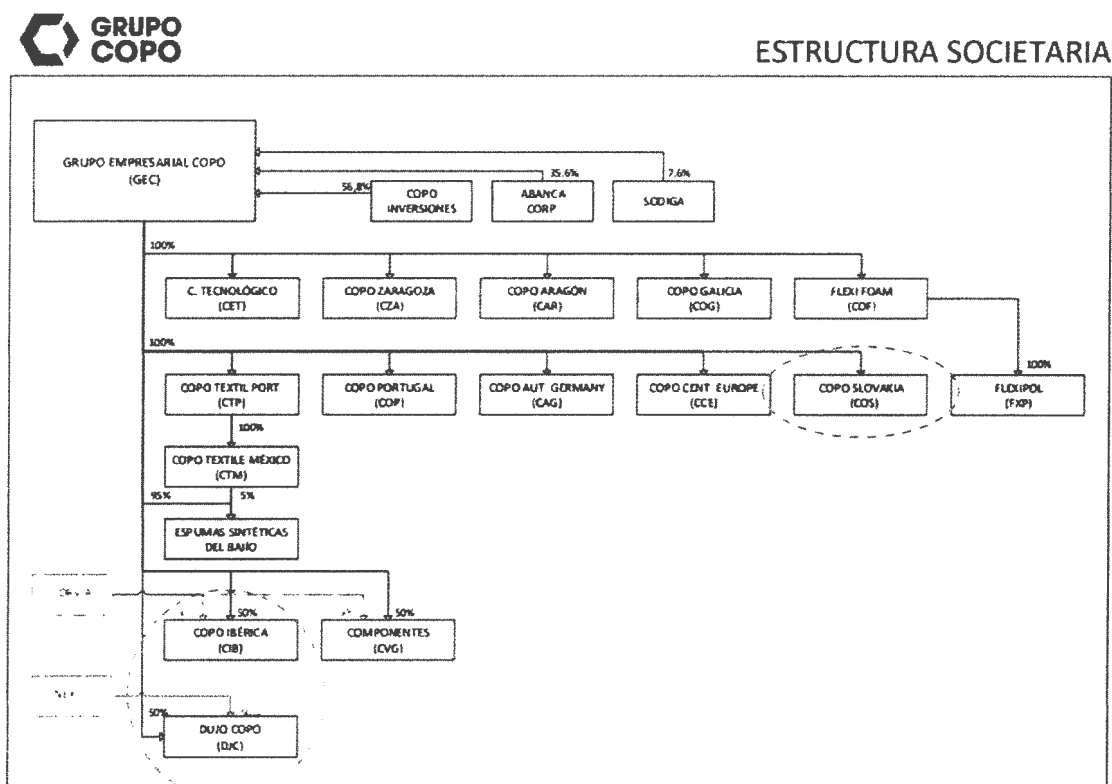 GRUPO
COPO
ESTRUCTURA SOCIETARIA
GRUPO EMPRESARIAL COPO
(GEC)
56,8%
35,6%
7,6%
COPO
INVERSIONES
ABANCA
CORP
SODIGA
100%
C. TECNOLÓGICO
(CET)
COPO ZARAGOZA
(CZA)
COPO ARAGÓN
(CAR)
COPO GALICIA
(COG)
FLEXI FOAM
(COF)
100%
100%
COPO TEXTIL PORT
(CTP)
COPO PORTUGAL
(COP)
COPO AUT GERMANY
(CAG)
COPO CENT EUROPE
(CCE)
COPO SLOVAKIA
(COS)
FLEXIPOL
(FXP)
100%
COPO TEXTILE MÉXICO
(CTM)
95%
5%
ESPUMAS SINTÉTICAS
DEL BAJÍO
50%
50%
COPO IBÉRICA
(CIB)
COMPONENTES
(CVG)
50%
DUJO COPO
(DJC)